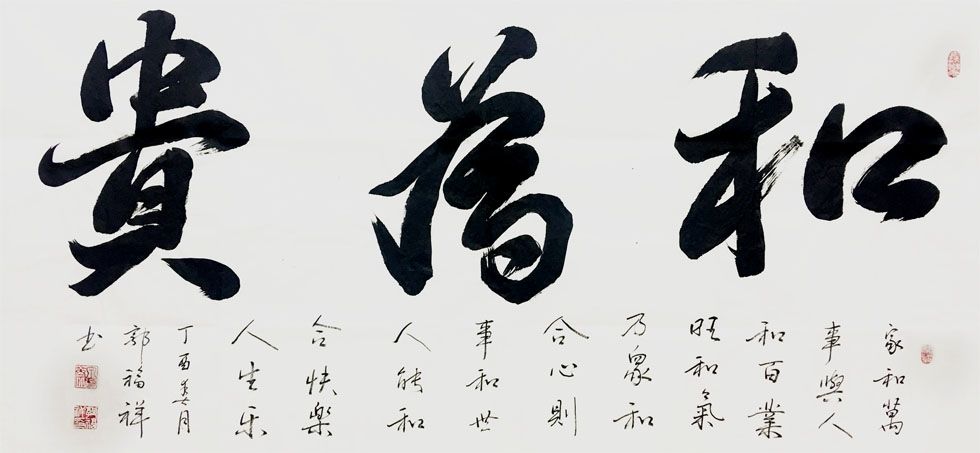 和為貴
家和萬
事興人
和百業
旺和氣
乃衆和
合心則
事和世
人能和
合快樂
人生乐
丁酉春月
郭福祥
书